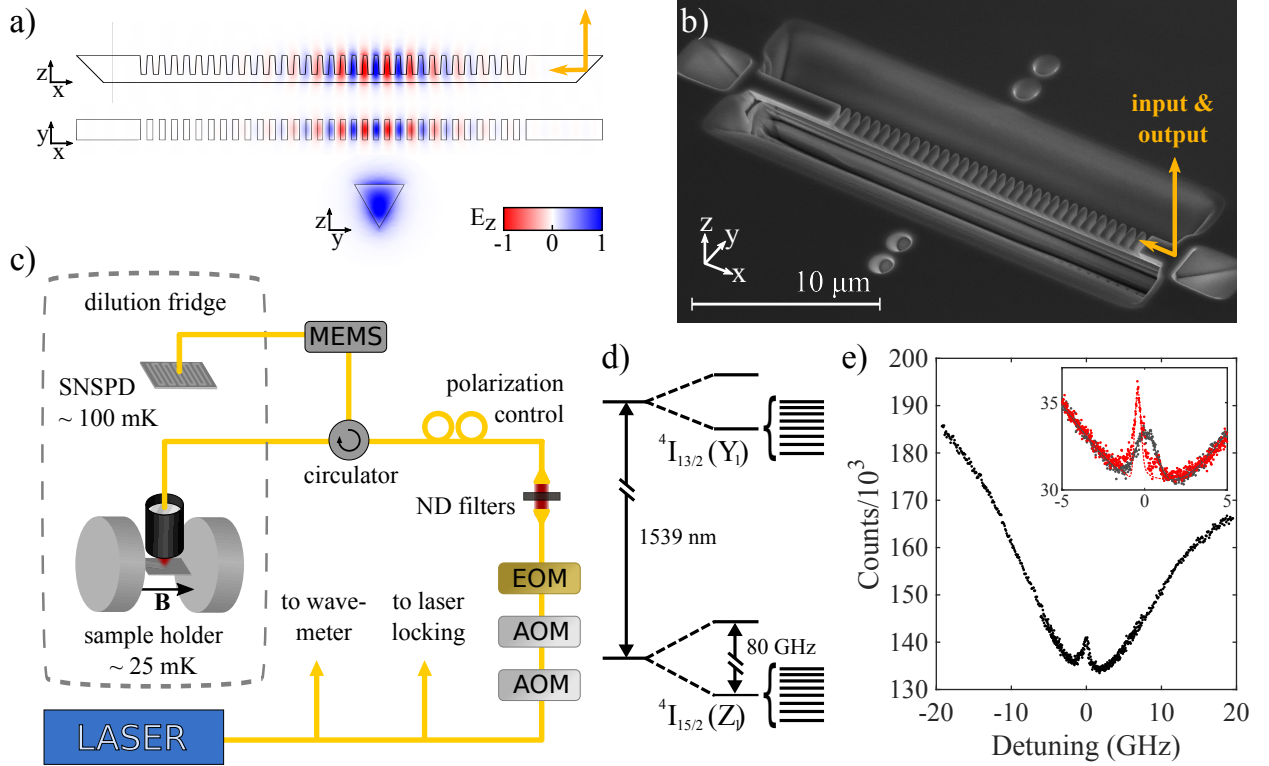 a)
z
x
y
x
z
y
E_z
-1 0 1
b)
input &
output
z
y
x
10 μm
c)
dilution fridge
SNSPD
~ 100 mK
MEMS
polarization
control
circulator
ND filters
B
sample holder
~ 25 mK
to wave-
meter
to laser
locking
EOM
AOM
AOM
LASER
d)
⁴I₁₃/₂(Y₁)
1539 nm
80 GHz
⁴I₁₅/₂(Z₁)
e)
200
190
180
170
160
150
140
130
Counts/10³
-20 -10 0 10 20
Detuning (GHz)
35
30
-5 0 5